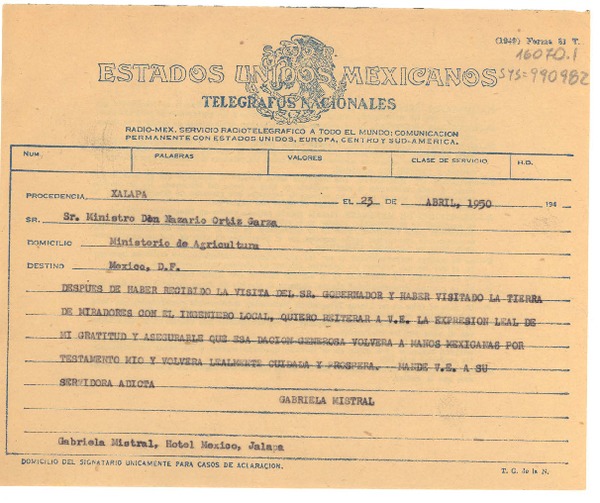 (1949) Forma 51 T.
16070.1
SYS=990982
ESTADOS UNIDOS MEXICANOS
TELEGRAFOS NACIONALES
RADIO-MEX. SERVICIO RADIOTELEGRAFICO A TODO EL MUNDO; COMUNICACION
PERMANENTE CON ESTADOS UNIDOS, EUROPA, CENTRO Y SUD-AMERICA.
NUM. PALABRAS VALORES CLASE DE SERVICIO H.D.
PROCEDENCIA XALAPA EL 25 DE ABRIL, 1950 194
SR. Sr. Ministro Don Nazario Ortiz Garza
DOMICILIO Ministerio de Agricultura
DESTINO Mexico, D.F.
DESPUES DE HABER RECIBIDO LA VISITA DEL SR. GOBERNADOR Y HABER VISITADO LA TIERRA
DE MIRADORES CON EL INGENIERO LOCAL, QUIERO REITERAR A V.E. LA EXPRESION LEAL DE
MI GRATITUD Y ASEGURABLE QUE ESA DACION GENEROSA VOLVERA A MANOS MEXICANAS POR
TESTAMENTO MIO Y VOLVERA LEALMENTE CUIDADA Y PROSPERA. MANDE V.E. A SU
SERVIDORA ADICTA
GABRIELA MISTRAL
Gabriela Mistral, Hotel Mexico, Jalapa
DOMICILIO DEL SIGNATARIO UNICAMENTE PARA CASOS DE ACLARACION.
T. G. de la N.